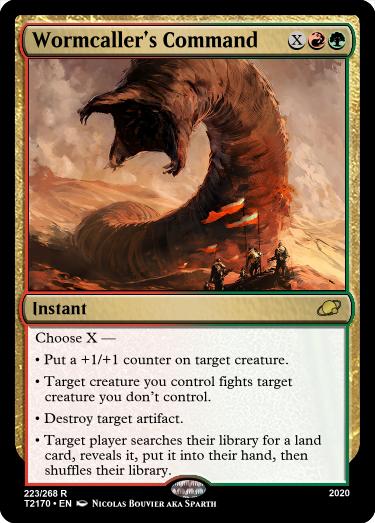 Wormcaller's Command X
Instant
Choose X —
• Put a +1/+1 counter on target creature.
• Target creature you control fights target
creature you don't control.
• Destroy target artifact.
• Target player searches their library for a land
card, reveals it, put it into their hand, then
shuffles their library.
223/268 R 2020
T2170 • EN Nicolas Bouvier aka Sparth